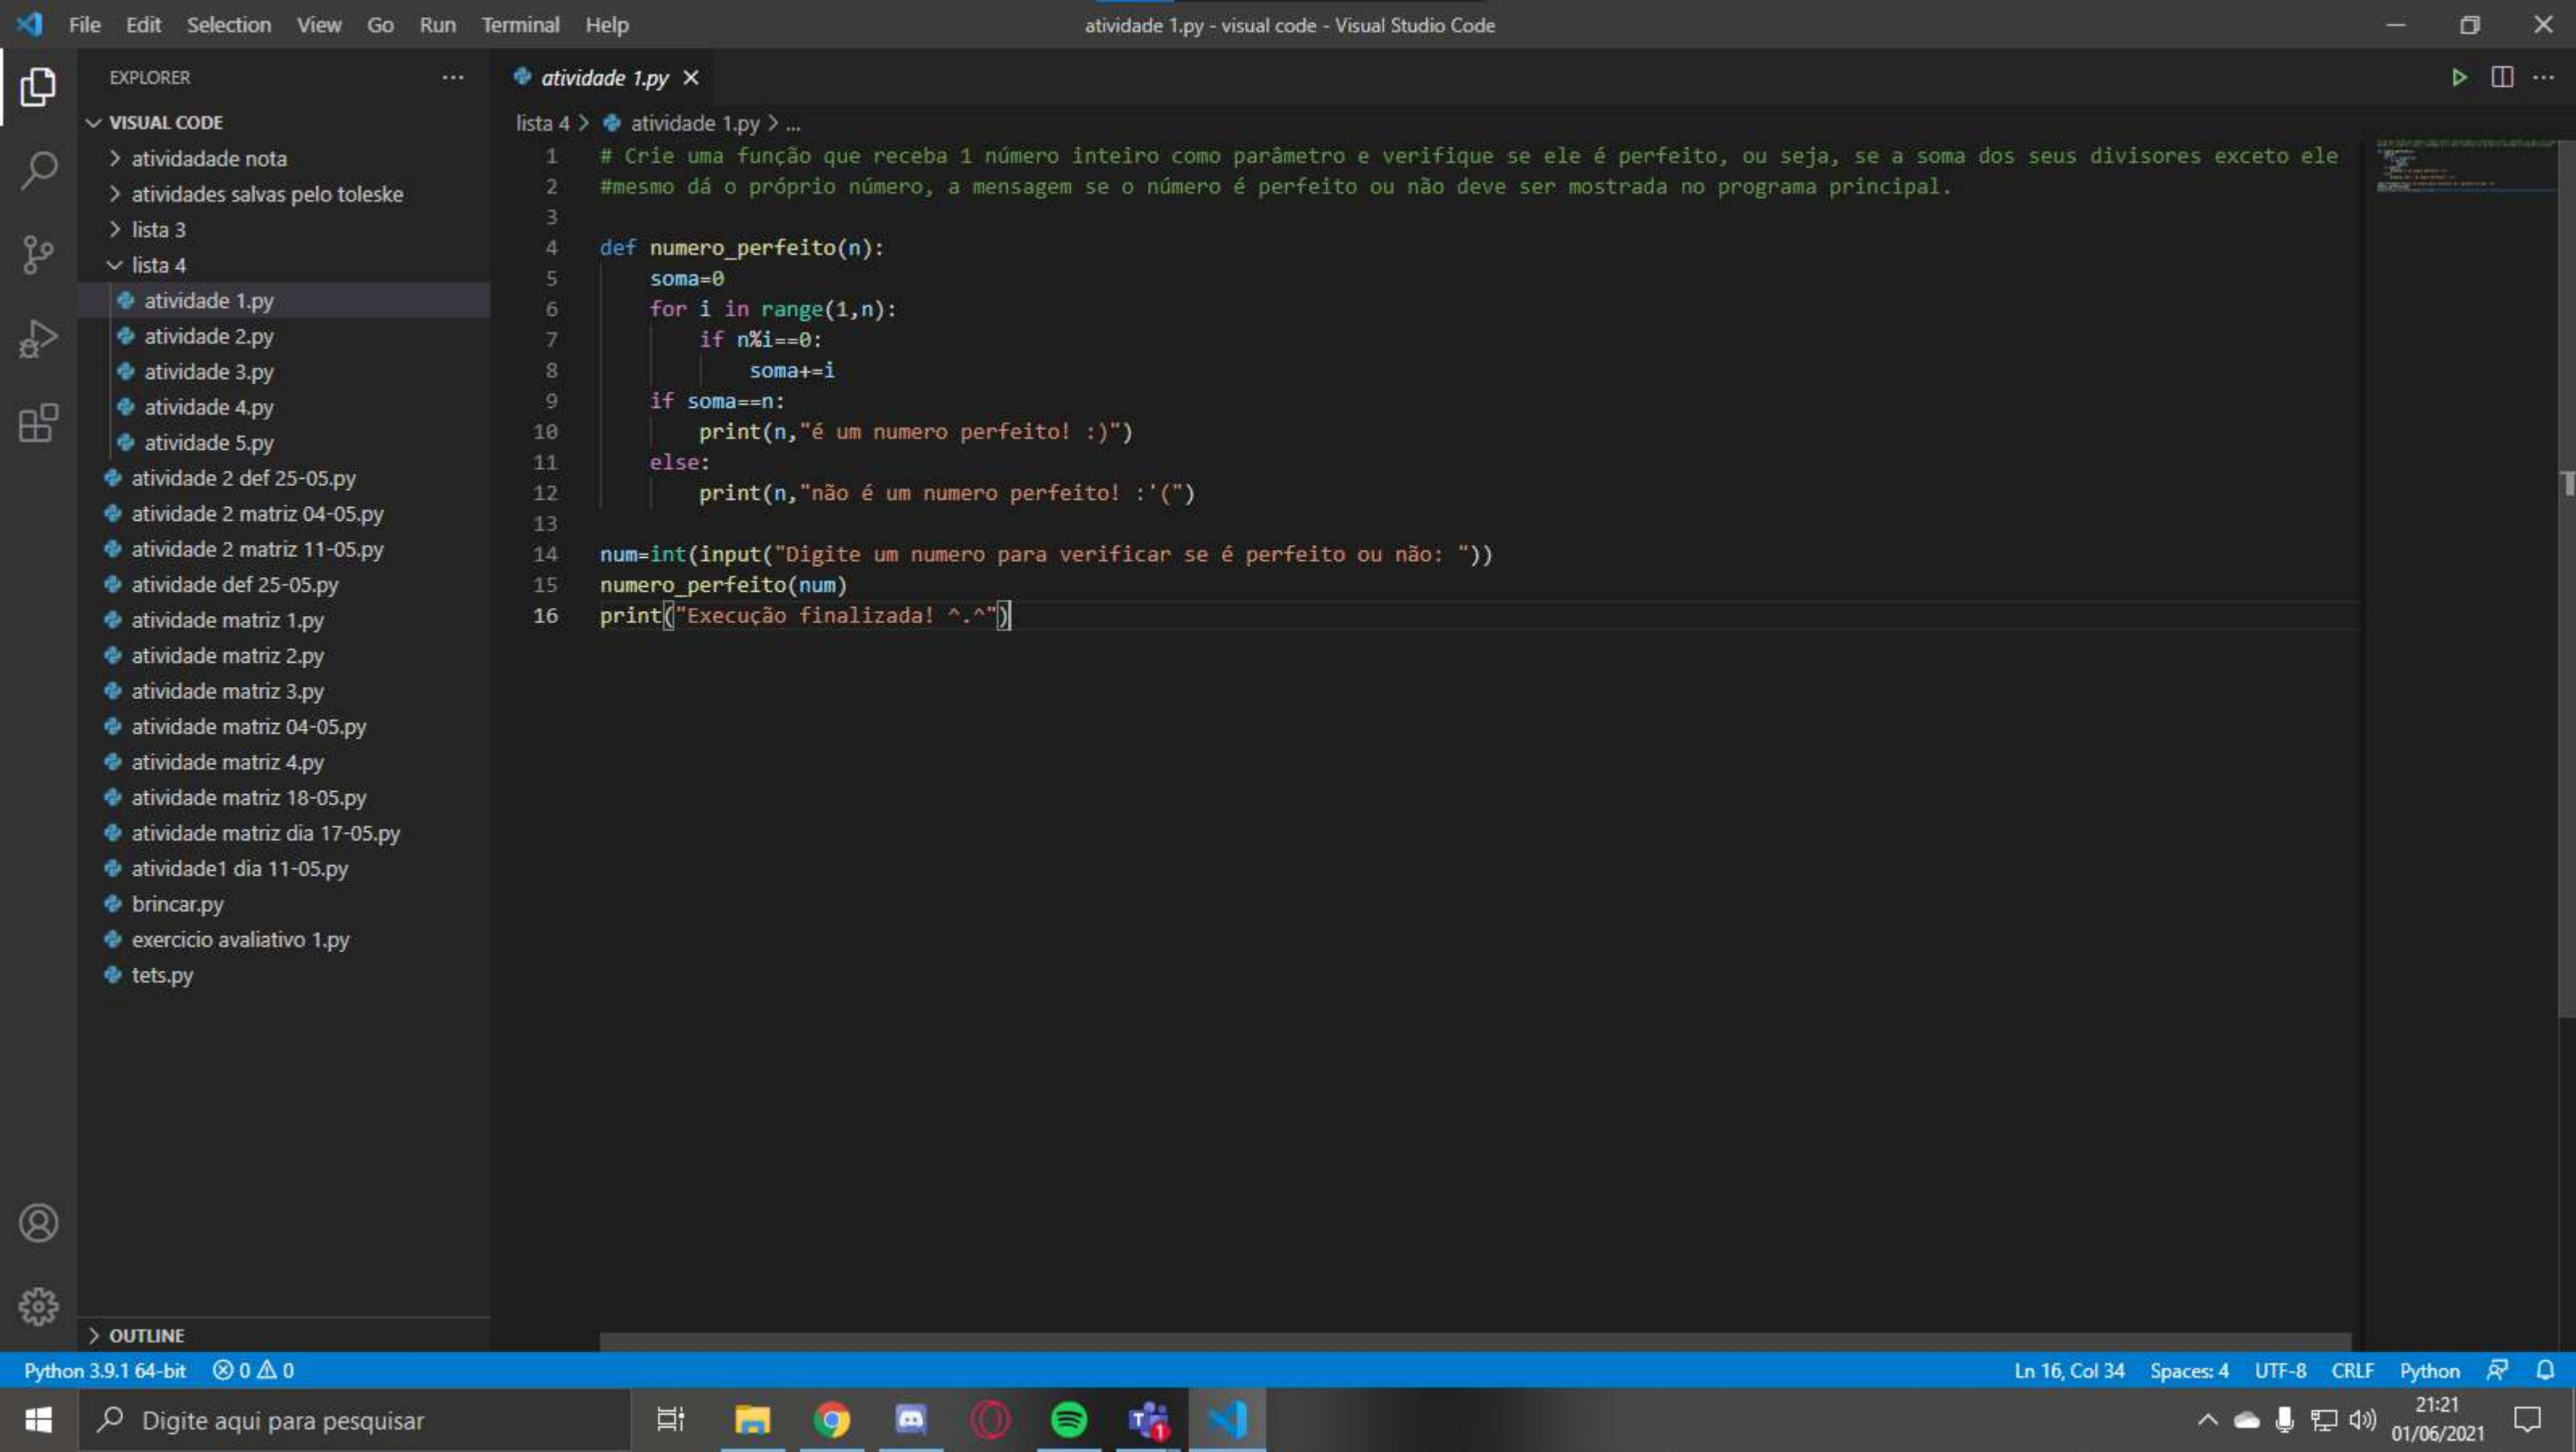 File Edit Selection View Go Run Terminal Help
atividade 1.py - visual code - Visual Studio Code
EXPLORER
VISUAL CODE
atividadade nota
atividades salvas pelo toleske
lista 3
lista 4
atividade 1.py
atividade 2.py
atividade 3.py
atividade 4.py
atividade 5.py
atividade 2 def 25-05.py
atividade 2 matriz 04-05.py
atividade 2 matriz 11-05.py
atividade def 25-05.py
atividade matriz 1.py
atividade matriz 2.py
atividade matriz 3.py
atividade matriz 04-05.py
atividade matriz 4.py
atividade matriz 18-05.py
atividade matriz dia 17-05.py
atividade1 dia 11-05.py
brincar.py
exercicio avaliativo 1.py
tets.py
OUTLINE
atividade 1.py
lista 4 > atividade 1.py > ...
1 # Crie uma função que receba 1 número inteiro como parâmetro e verifique se ele é perfeito, ou seja, se a soma dos seus divisores exceto ele
2 #mesmo dá o próprio número, a mensagem se o número é perfeito ou não deve ser mostrada no programa principal.
3
4 def numero_perfeito(n):
5     soma=0
6     for i in range(1,n):
7         if n%i==0:
8             soma+=i
9     if soma==n:
10         print(n,"é um numero perfeito! :)")
11     else:
12         print(n,"não é um numero perfeito! :'(")
13
14 num=int(input("Digite um numero para verificar se é perfeito ou não: "))
15 numero_perfeito(num)
16 print("Execução finalizada! ^.^")
Python 3.9.1 64-bit 0 0
Ln 16, Col 34 Spaces: 4 UTF-8 CRLF Python
Digite aqui para pesquisar
T 1
21:21
01/06/2021